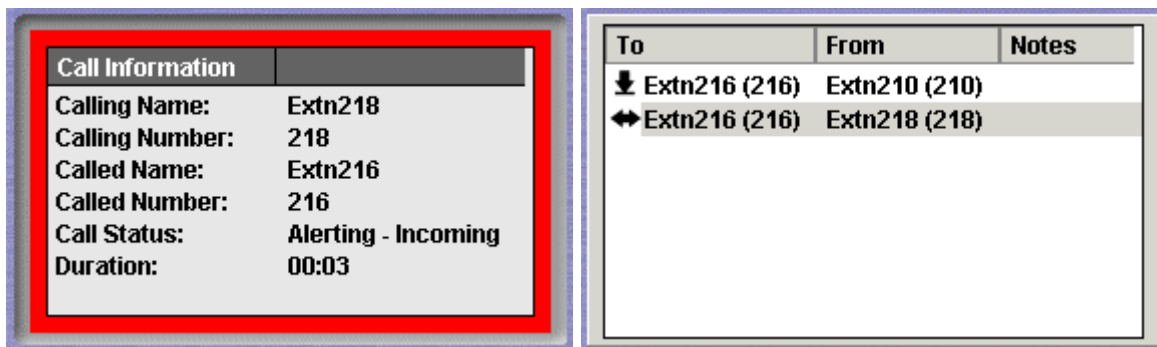 Call Information
Calling Name: Extn218
Calling Number: 218
Called Name: Extn216
Called Number: 216
Call Status: Alerting - Incoming
Duration: 00:03
To From Notes
Extn216 (216) Extn210 (210)
Extn216 (216) Extn218 (218)